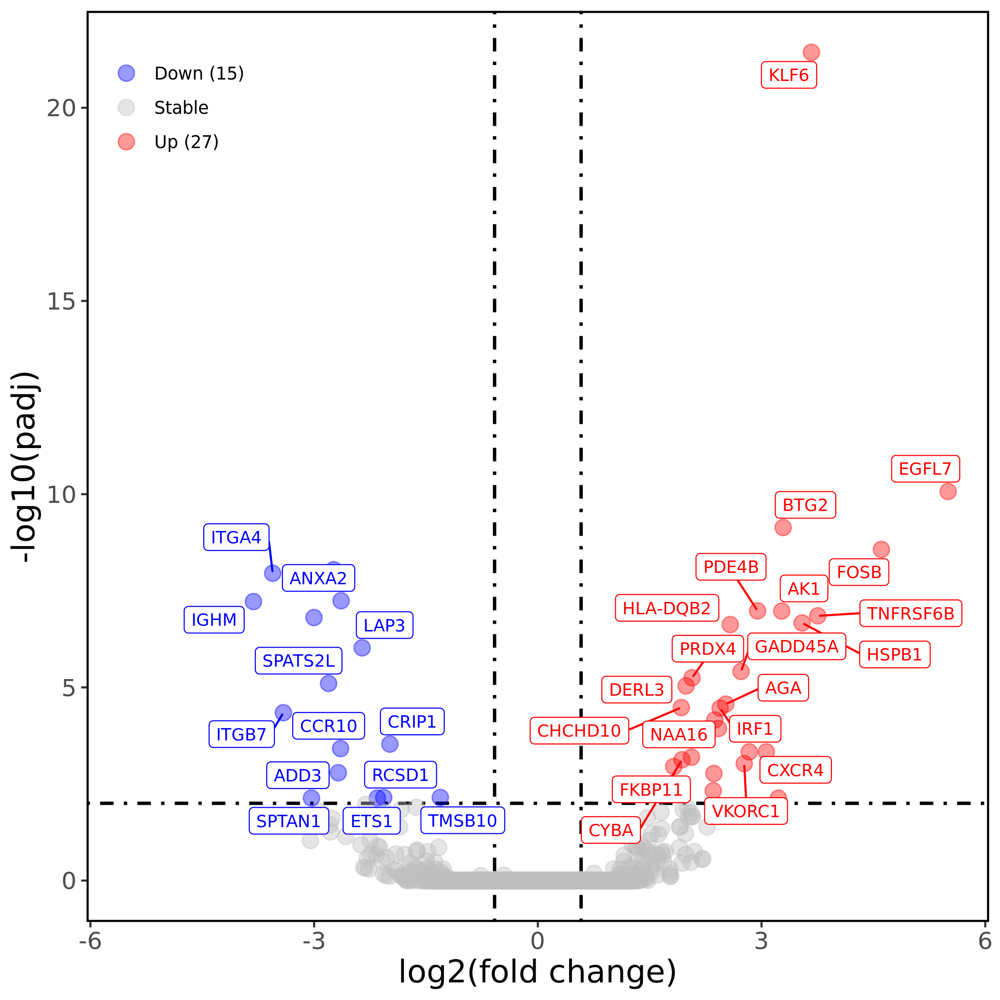 Down (15)
Stable
Up (27)
KLF6
EGFL7
BTG2
FOSB
PDE4B
AK1
HLA-DQB2
TNFRSF6B
PRDX4
GADD45A
HSPB1
DERL3
AGA
CHCHD10
NAA16
IRF1
CXCR4
FKBP11
VKORC1
CYBA
ITGA4
ANXA2
IGHM
LAP3
SPATS2L
CRIP1
CCR10
ITGB7
ADD3
RCSD1
SPTAN1
ETS1
TMSB10
20
15
10
5
0
-log10(padj)
-6
-3
0
3
6
log2(fold change)